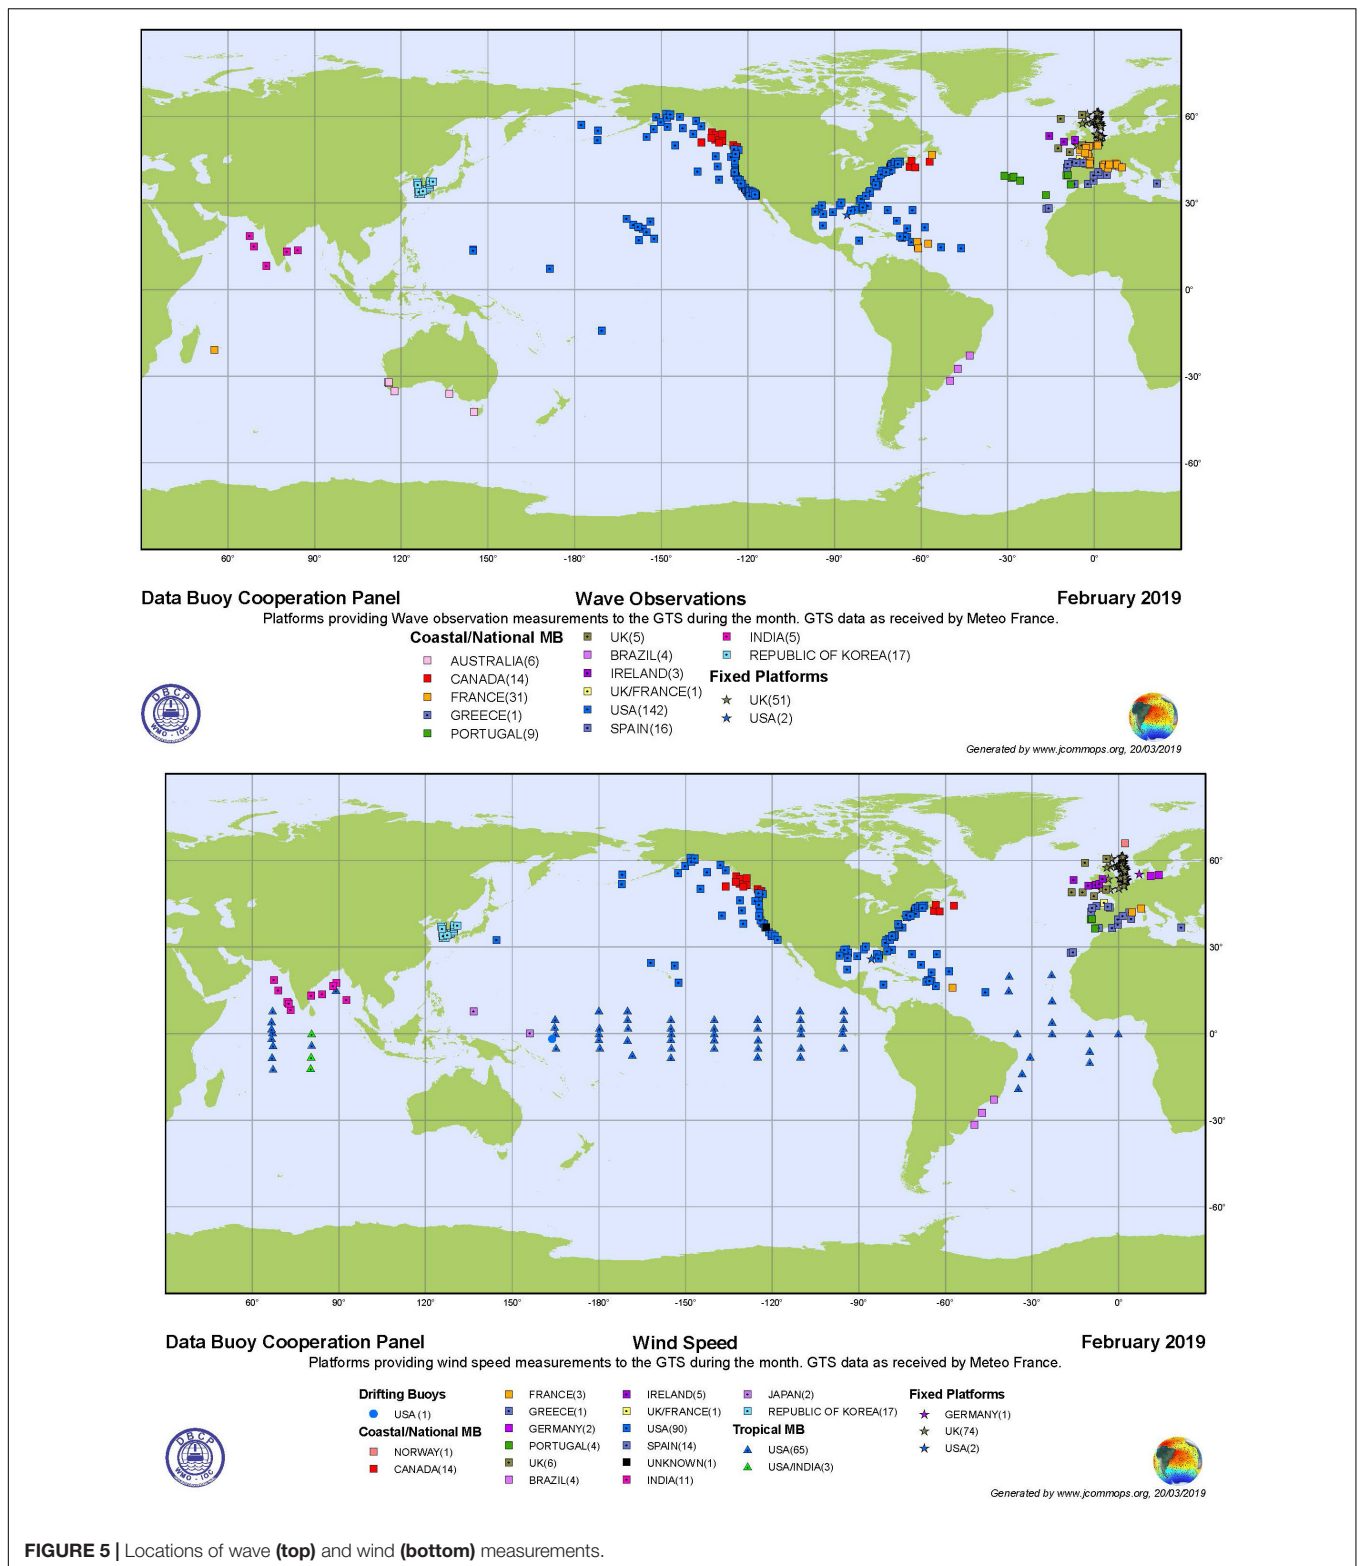 60°
30°
0°
-30°
-60°
60° 90° 120° 150° -180° -150° -120° -90° -60° -30° 0°
Data Buoy Cooperation Panel Wave Observations February 2019
Platforms providing Wave observation measurements to the GTS during the month. GTS data as received by Meteo France.
Coastal/National MB
AUSTRALIA(6)
CANADA(14)
FRANCE(31)
GREECE(1)
PORTUGAL(9)
UK(5)
BRAZIL(4)
IRELAND(3)
UK/FRANCE(1)
USA(142)
SPAIN(16)
INDIA(5)
REPUBLIC OF KOREA(17)
Fixed Platforms
UK(51)
USA(2)
DBCP
WMO - IOC
Generated by www.jcommops.org, 20/03/2019
60°
30°
0°
-30°
-60°
60° 90° 120° 150° -180° -150° -120° -90° -60° -30° 0°
Data Buoy Cooperation Panel Wind Speed February 2019
Platforms providing wind speed measurements to the GTS during the month. GTS data as received by Meteo France.
Drifting Buoys
USA (1)
Coastal/National MB
NORWAY(1)
CANADA(14)
FRANCE(3)
GREECE(1)
GERMANY(2)
PORTUGAL(4)
UK(6)
BRAZIL(4)
IRELAND(5)
UK/FRANCE(1)
USA(90)
SPAIN(14)
UNKNOWN(1)
INDIA(11)
JAPAN(2)
REPUBLIC OF KOREA(17)
Tropical MB
USA(65)
USA/INDIA(3)
Fixed Platforms
GERMANY(1)
UK(74)
USA(2)
DBCP
WMO - IOC
Generated by www.jcommops.org, 20/03/2019
FIGURE 5 | Locations of wave (top) and wind (bottom) measurements.